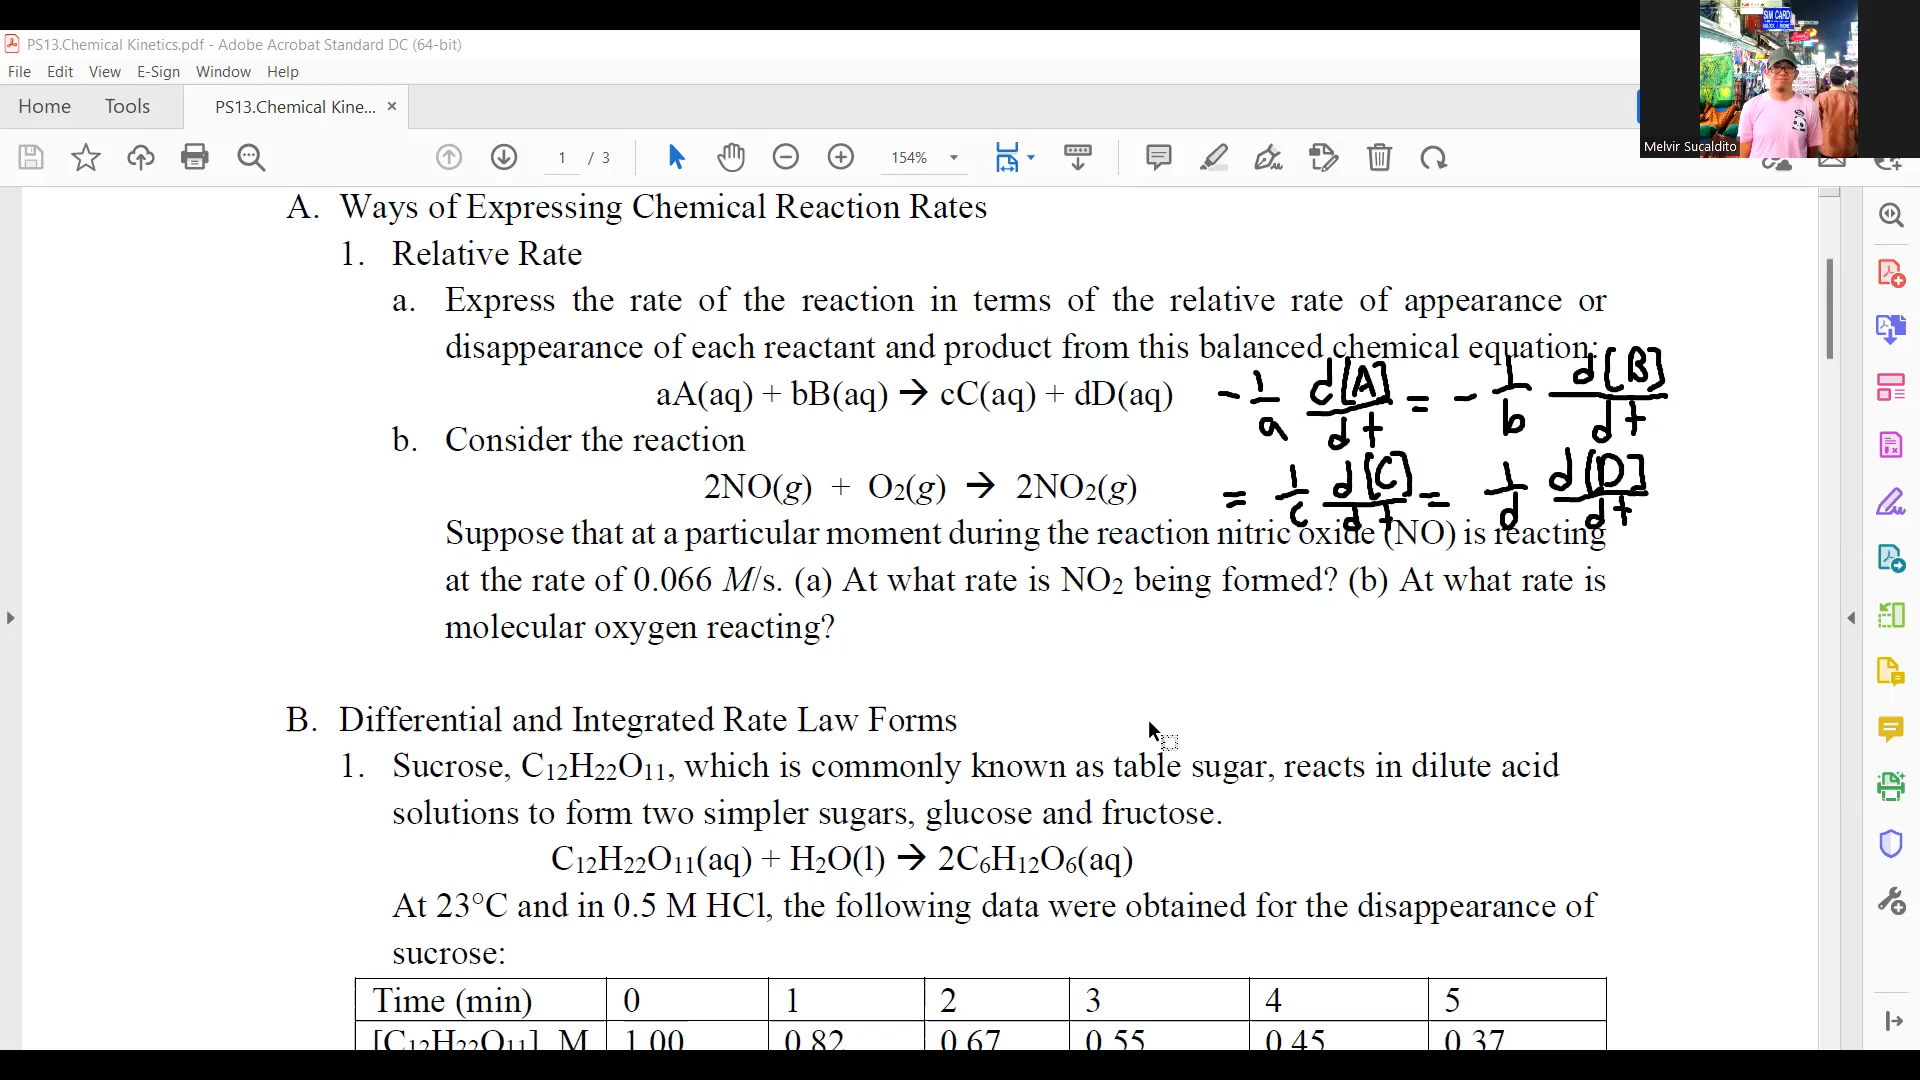 PS13.Chemical Kinetics.pdf - Adobe Acrobat Standard DC (64-bit)
File Edit View E-Sign Window Help
Home Tools PS13.Chemical Kine... ×
1 / 3 154%
SIM CARD
Melvir Sucaldito
A. Ways of Expressing Chemical Reaction Rates
1. Relative Rate
a. Express the rate of the reaction in terms of the relative rate of appearance or
disappearance of each reactant and product from this balanced chemical equation:
aA(aq) + bB(aq) → cC(aq) + dD(aq)
- 1/a d[A]/dt = - 1/b d[B]/dt
b. Consider the reaction
2NO(g) + O₂(g) → 2NO₂(g)
= 1/c d[C]/dt = 1/d d[D]/dt
Suppose that at a particular moment during the reaction nitric oxide (NO) is reacting
at the rate of 0.066 M/s. (a) At what rate is NO₂ being formed? (b) At what rate is
molecular oxygen reacting?
B. Differential and Integrated Rate Law Forms
1. Sucrose, C₁₂H₂₂O₁₁, which is commonly known as table sugar, reacts in dilute acid
solutions to form two simpler sugars, glucose and fructose.
C₁₂H₂₂O₁₁(aq) + H₂O(l) → 2C₆H₁₂O₆(aq)
At 23°C and in 0.5 M HCl, the following data were obtained for the disappearance of
sucrose:
Time (min) 0 1 2 3 4 5
[C₁₂H₂₂O₁₁], M 1.00 0.82 0.67 0.55 0.45 0.37